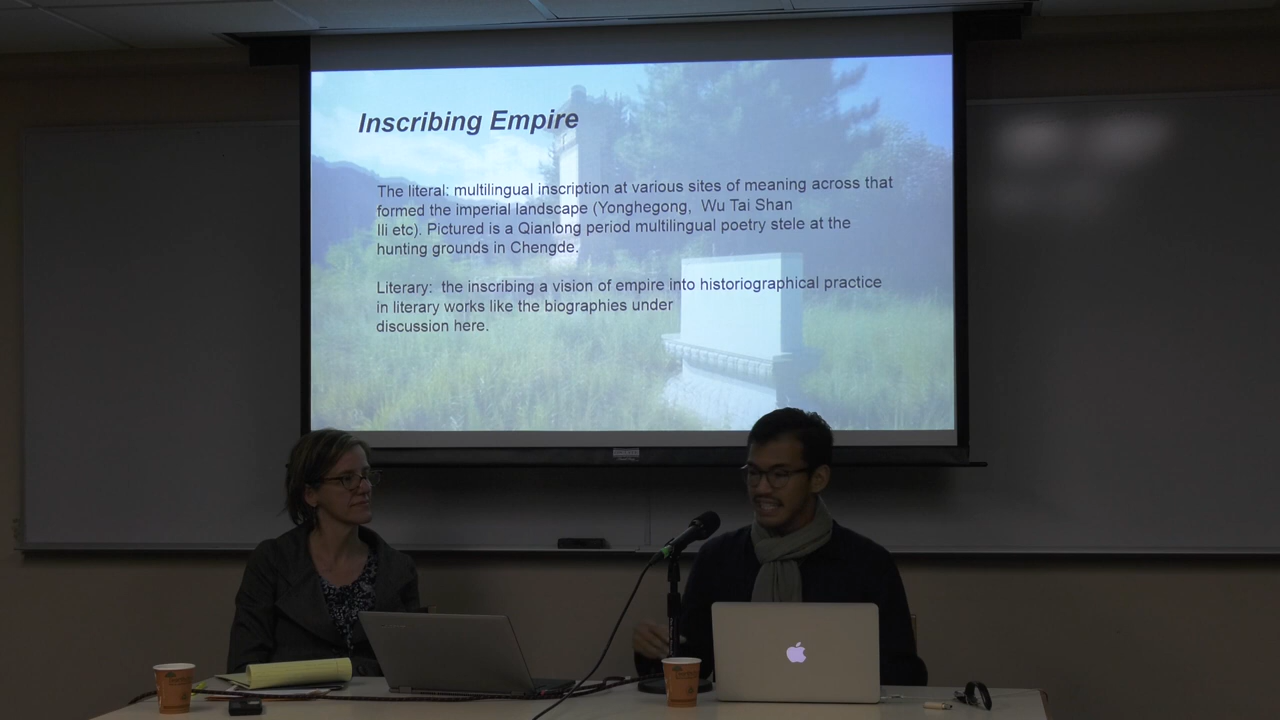 Inscribing Empire
The literal: multilingual inscription at various sites of meaning across that
formed the imperial landscape (Yonghegong, Wu Tai Shan
Ili etc). Pictured is a Qianlong period multilingual poetry stele at the
hunting grounds in Chengde.
Literary: the inscribing a vision of empire into historiographical practice
in literary works like the biographies under
discussion here.